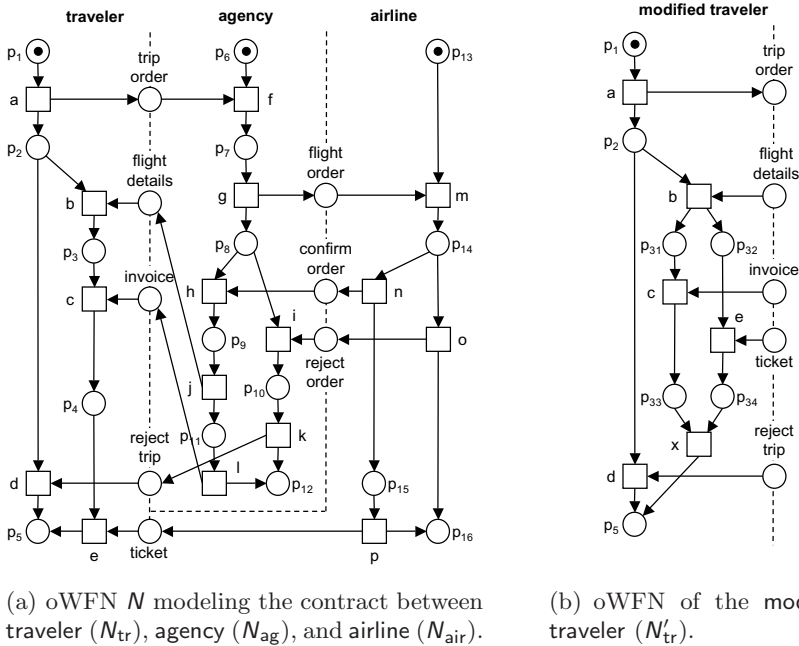 traveler agency airline
p1 p6 p13
trip
order
a f
p2 p7
flight
details
flight
order
b g m
p3 p8 p14
invoice
confirm
order
c h n
i o
p9
reject
order
j p10
p4
p11 k
reject
trip
d l p12 p15
p5 p16
e ticket p
(a) oWFN N modeling the contract between
traveler (Ntr), agency (Nag), and airline (Nair).
modified traveler
p1
trip
order
a
p2
flight
details
b
p31 p32
invoice
c
e
ticket
p33 p34
reject
trip
x
d
p5
(b) oWFN of the mod
traveler (N′tr).